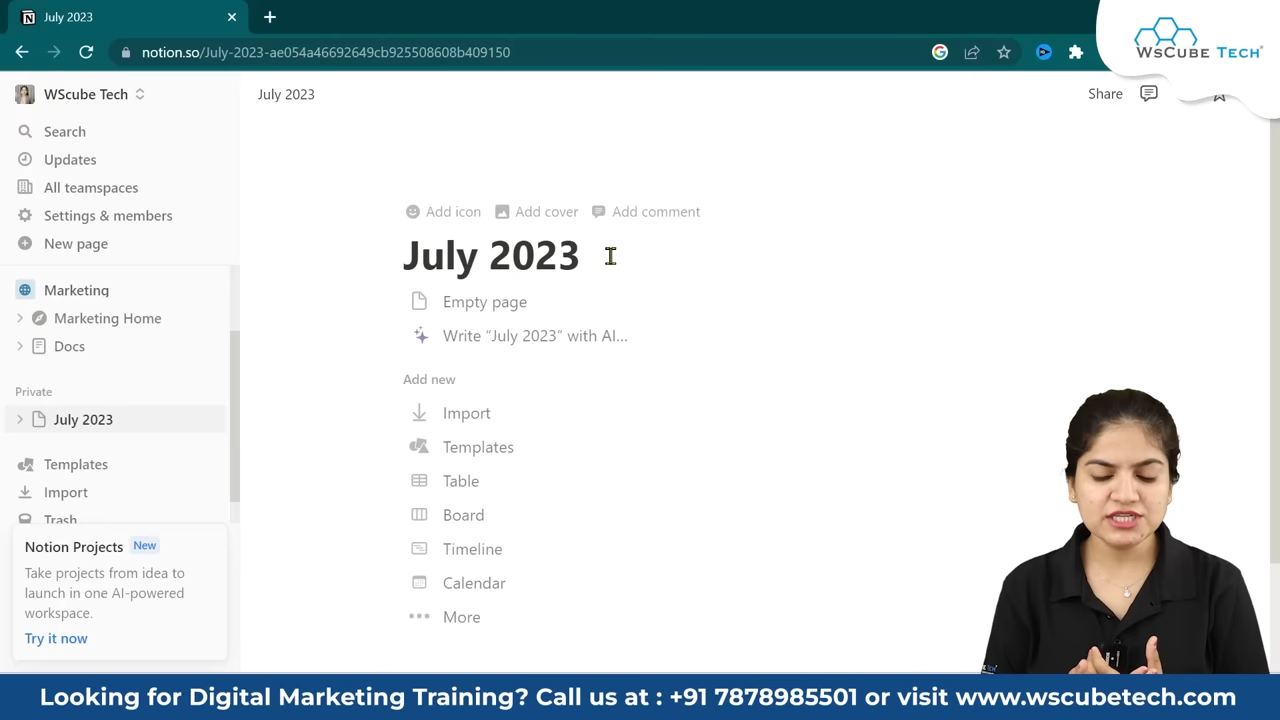 July 2023
notion.so/July-2023-ae054a46692649cb925508608b409150
WSCUBE TECH
WScube Tech
July 2023
Share
Search
Updates
All teamspaces
Settings & members
New page
Marketing
Marketing Home
Docs
Private
July 2023
Templates
Import
Trash
Notion Projects New
Take projects from idea to
launch in one AI-powered
workspace.
Try it now
Add icon Add cover Add comment
July 2023
Empty page
Write "July 2023" with AI...
Add new
Import
Templates
Table
Board
Timeline
Calendar
More
Looking for Digital Marketing Training? Call us at : +91 7878985501 or visit www.wscubetech.com